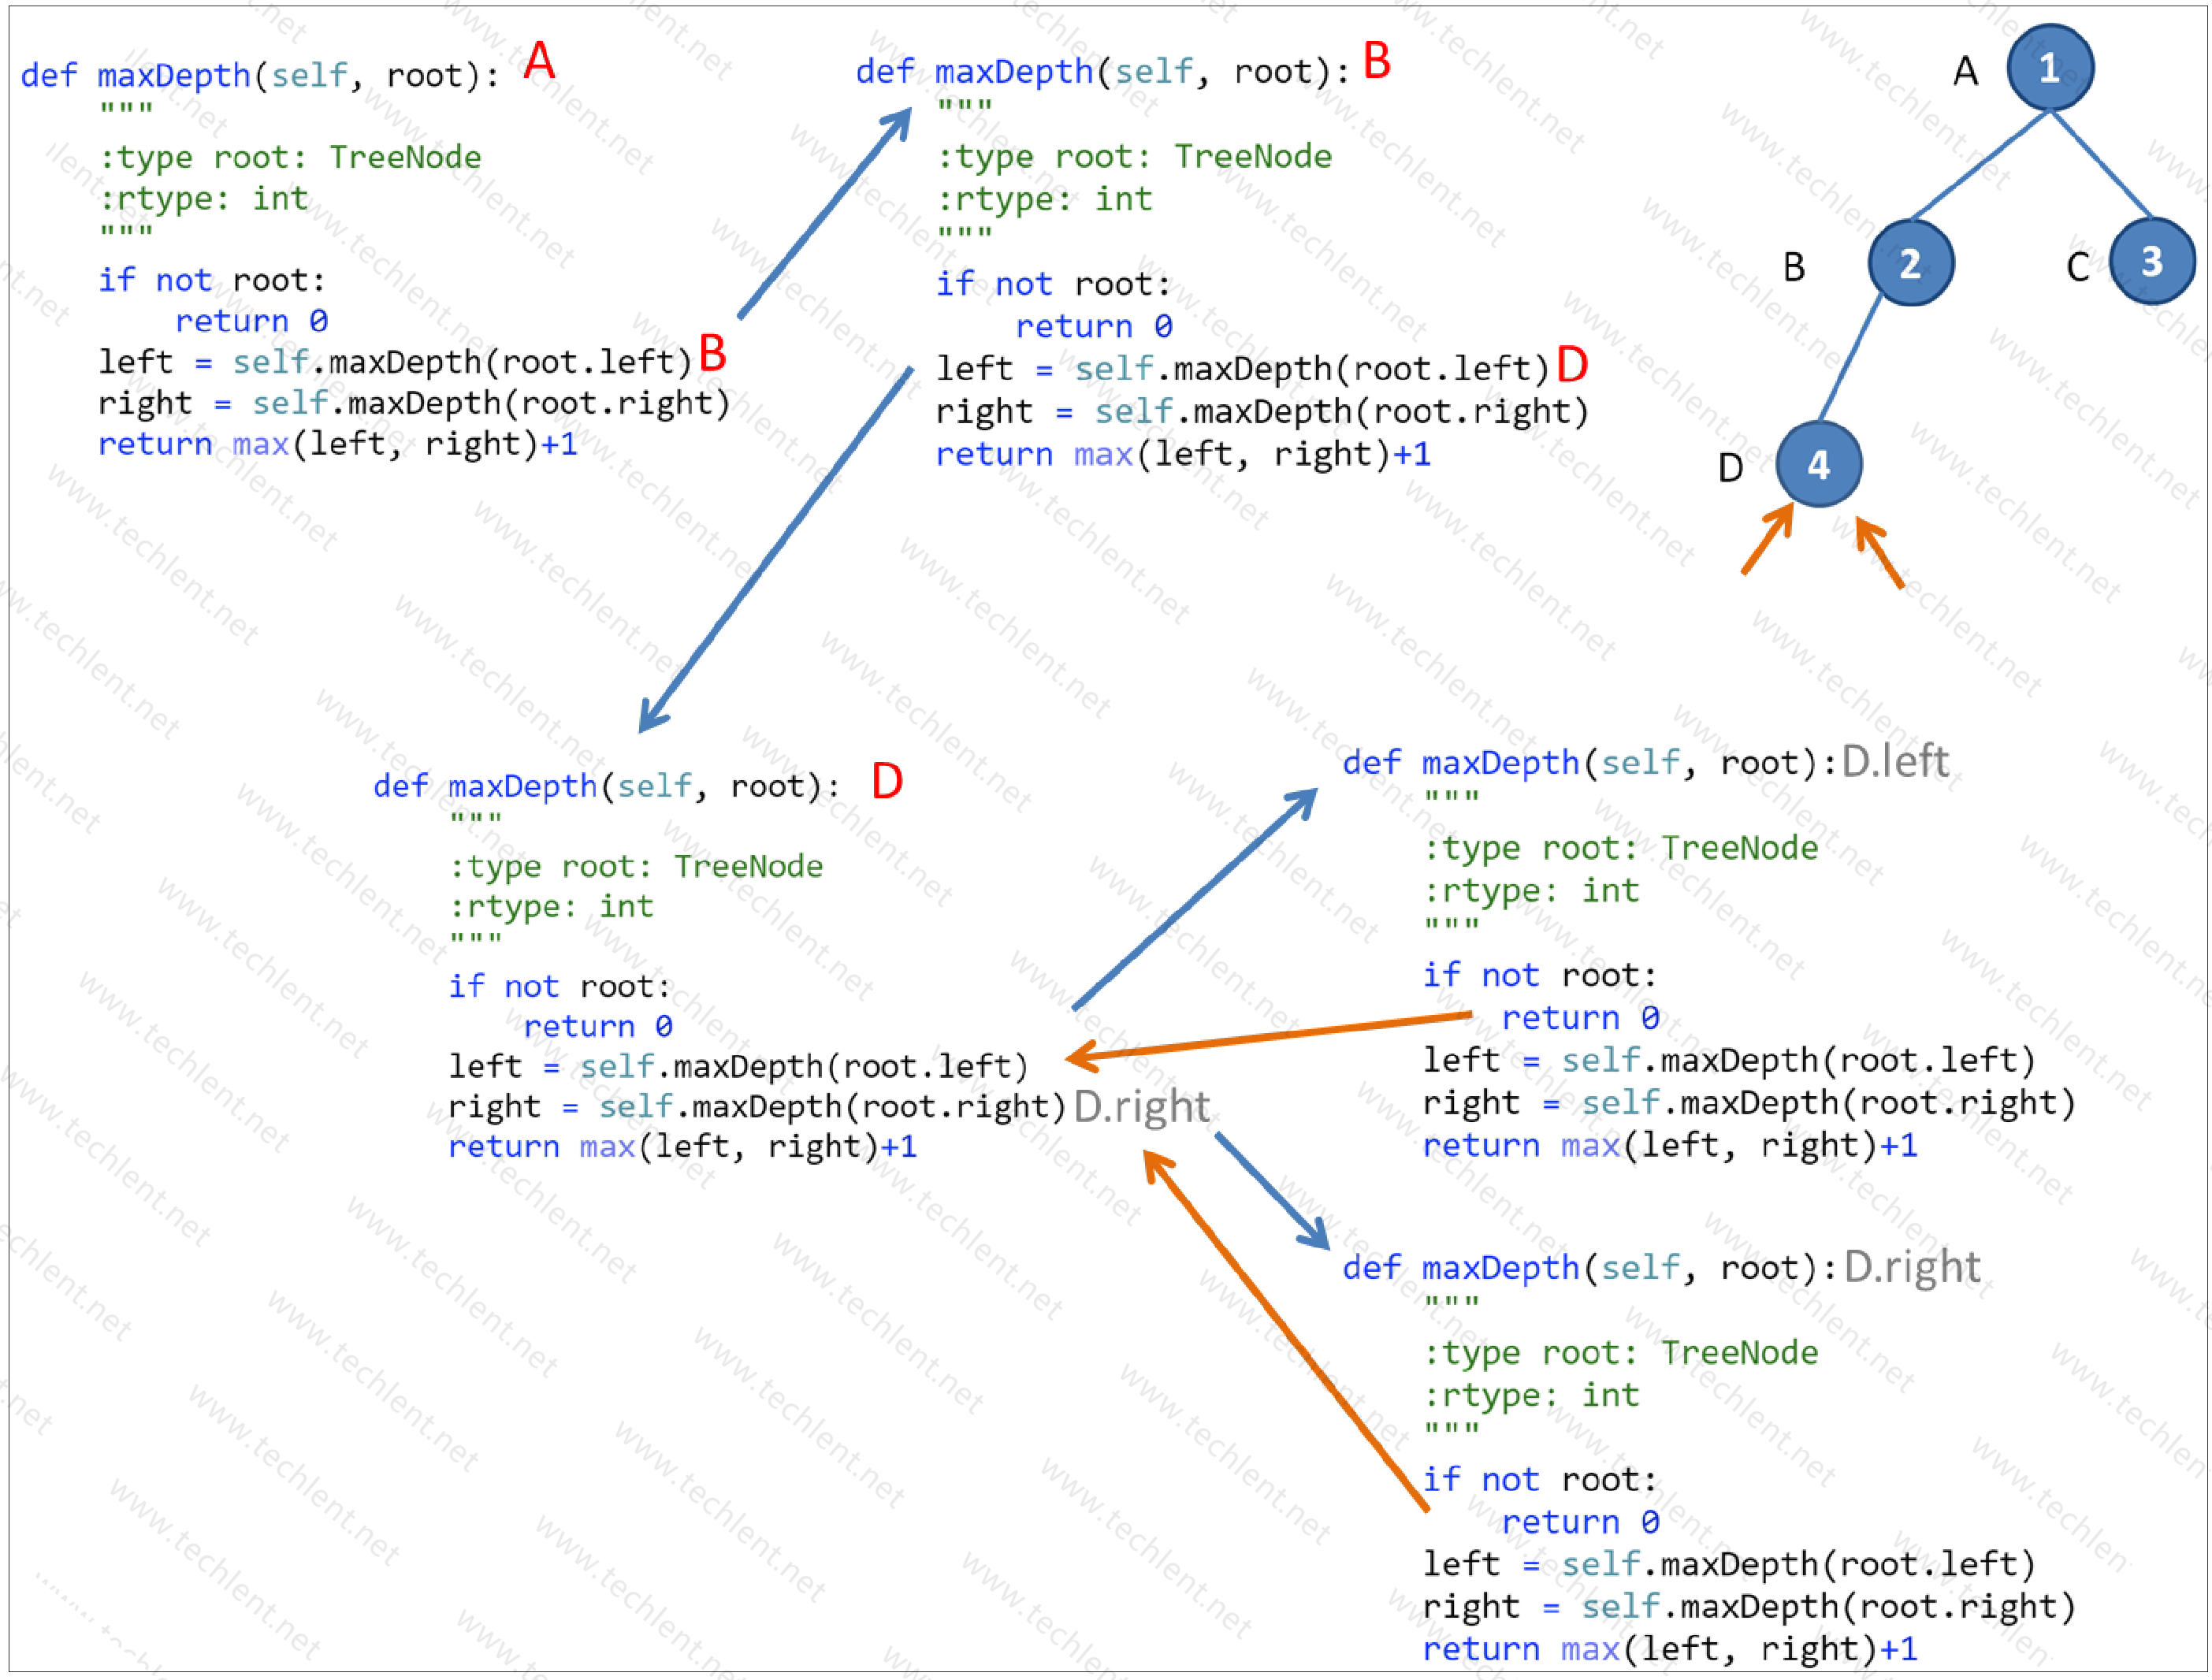 def maxDepth(self, root): A
"""
:type root: TreeNode
:rtype: int
"""
if not root:
return 0
left = self.maxDepth(root.left) B
right = self.maxDepth(root.right)
return max(left, right)+1
def maxDepth(self, root): B
"""
:type root: TreeNode
:rtype: int
"""
if not root:
return 0
left = self.maxDepth(root.left) D
right = self.maxDepth(root.right)
return max(left, right)+1
A 1
B 2
C 3
D 4
def maxDepth(self, root): D
"""
:type root: TreeNode
:rtype: int
"""
if not root:
return 0
left = self.maxDepth(root.left)
right = self.maxDepth(root.right) D.right
return max(left, right)+1
def maxDepth(self, root): D.left
"""
:type root: TreeNode
:rtype: int
"""
if not root:
return 0
left = self.maxDepth(root.left)
right = self.maxDepth(root.right)
return max(left, right)+1
def maxDepth(self, root): D.right
"""
:type root: TreeNode
:rtype: int
"""
if not root:
return 0
left = self.maxDepth(root.left)
right = self.maxDepth(root.right)
return max(left, right)+1
www.techlent.net